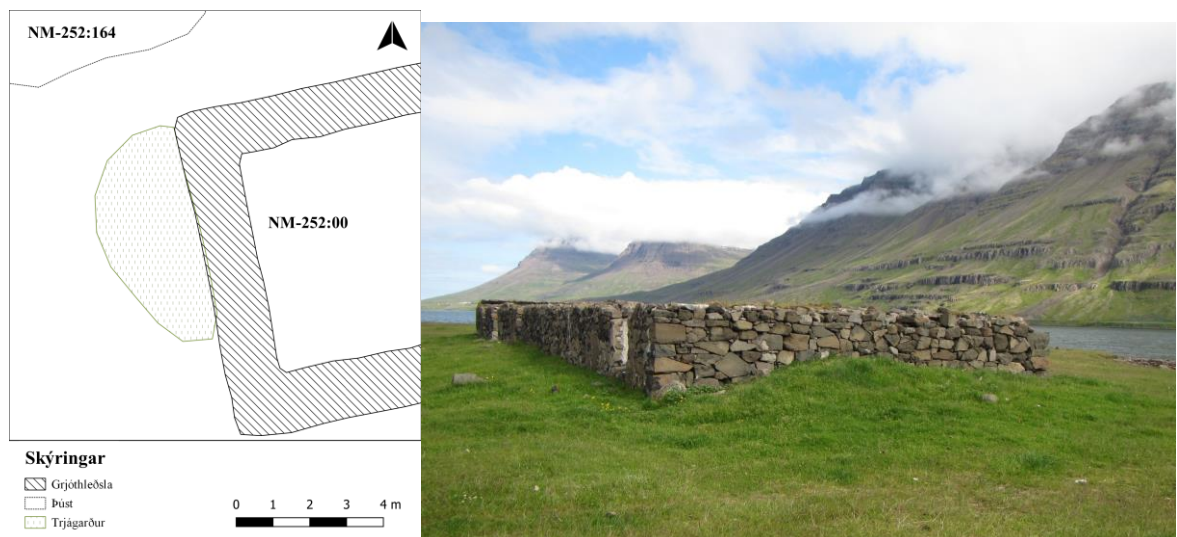 NM-252:164
NM-252:00
Skýringar
Grjóthleðsla
Þúst
Trjágarður
0 1 2 3 4 m